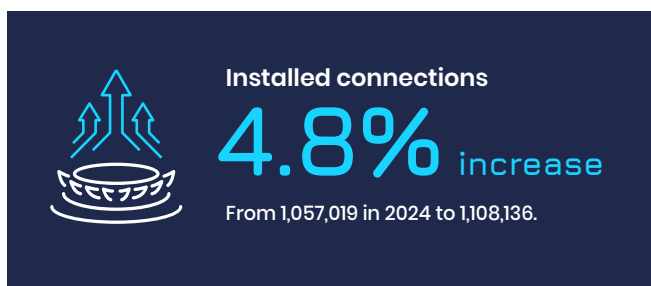 Installed connections
4.8% increase
From 1,057,019 in 2024 to 1,108,136.